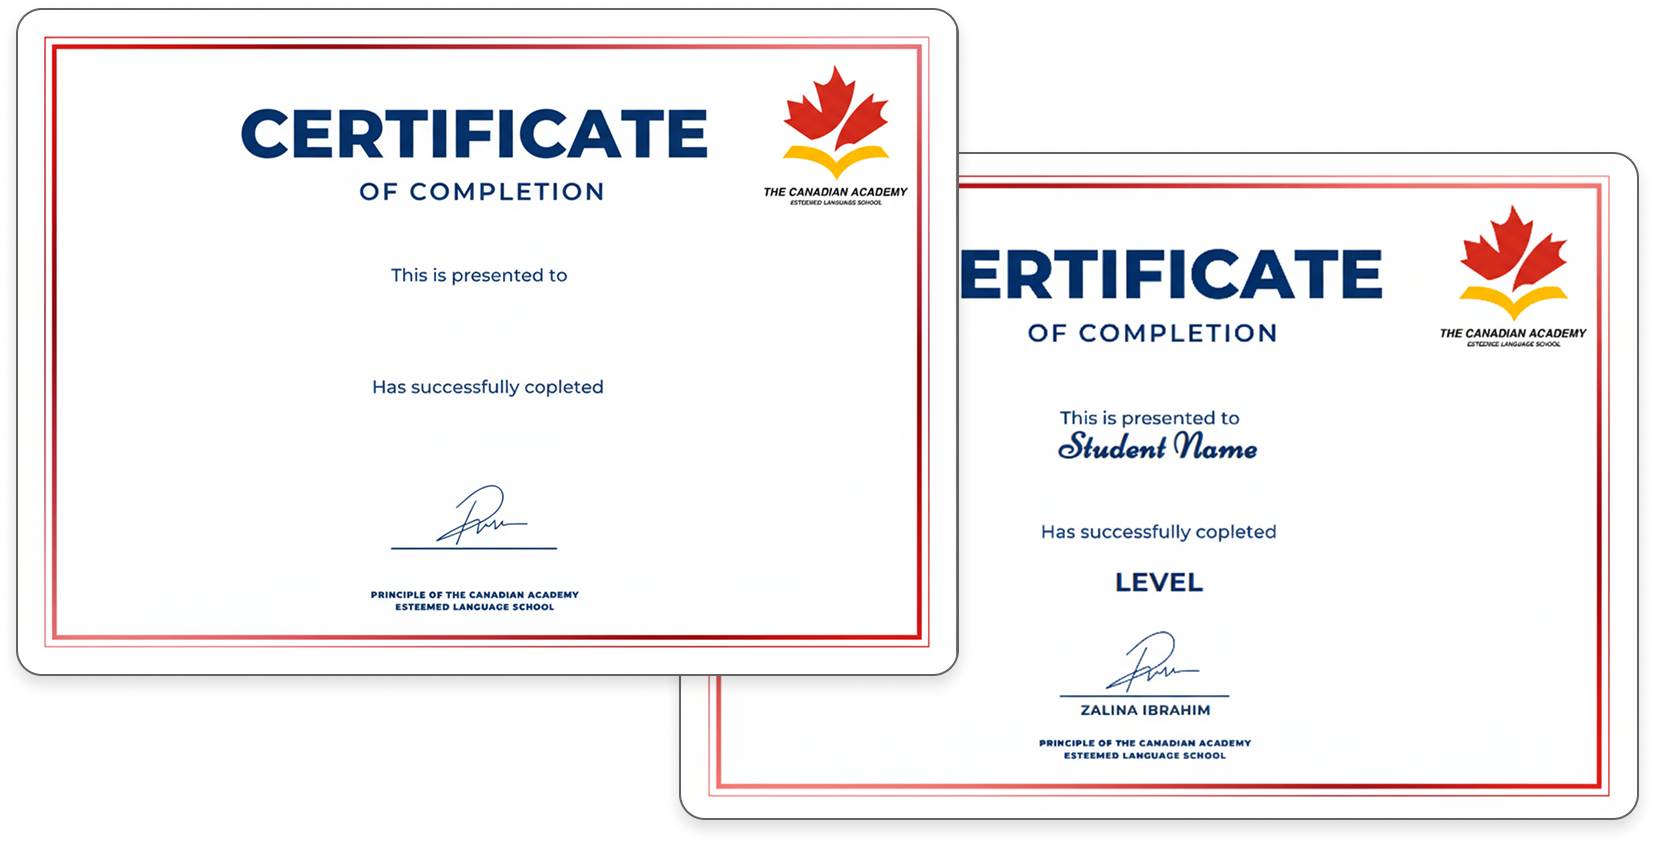 CERTIFICATE
OF COMPLETION
THE CANADIAN ACADEMY
ESTEEMED LANGUAGE SCHOOL
This is presented to
Has successfully copleted
PRINCIPLE OF THE CANADIAN ACADEMY
ESTEEMED LANGUAGE SCHOOL
ERTIFICATE
OF COMPLETION
THE CANADIAN ACADEMY
LANGUAGE SCHOOL
This is presented to
Student Name
Has successfully copleted
LEVEL
ZALINA IBRAHIM
PRINCIPLE OF THE CANADIAN ACADEMY
ESTEEMED LANGUAGE SCHOOL